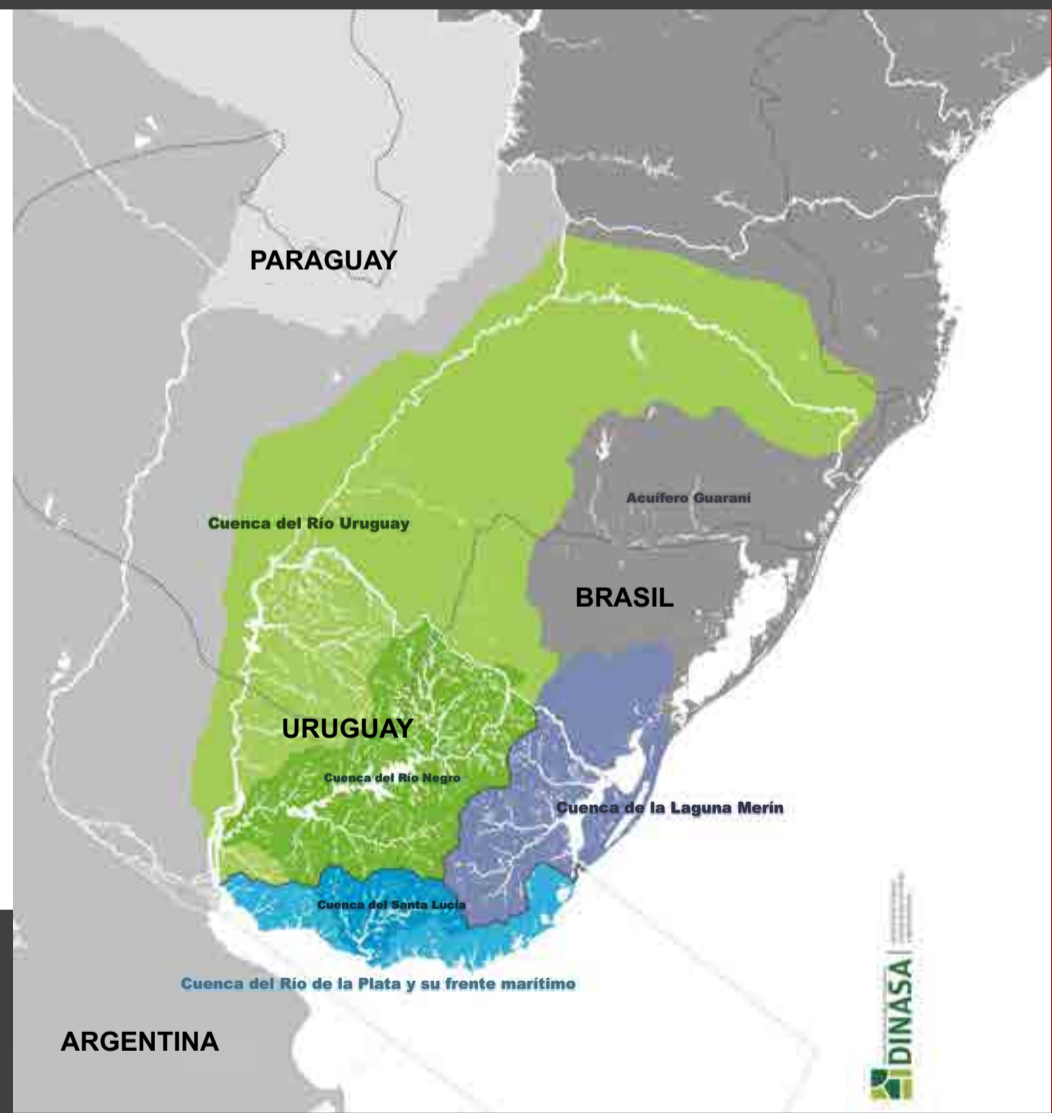 PARAGUAY
Acuífero Guaraní
Cuenca del Río Uruguay
BRASIL
URUGUAY
Cuenca del Río Negro
Cuenca de la Laguna Merín
Cuenca del Santa Lucía
Cuenca del Río de la Plata y su frente marítimo
ARGENTINA
DINASA